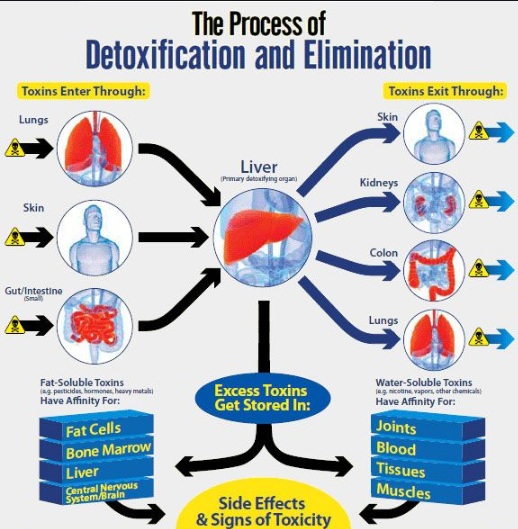 The Process of
Detoxification and Elimination
Toxins Enter Through:
Toxins Exit Through:
Lungs
Skin
Gut/Intestine
(Small)
Liver
(Primary detoxifying organ)
Skin
Kidneys
Colon
Lungs
Fat-Soluble Toxins
(e.g. pesticides, hormones, heavy metals)
Have Affinity For:
Fat Cells
Bone Marrow
Liver
Central Nervous
System/Brain
Excess Toxins
Get Stored In:
Water-Soluble Toxins
(e.g. nicotine, vapors, other chemicals)
Have Affinity For:
Joints
Blood
Tissues
Muscles
Side Effects
& Signs of Toxicity